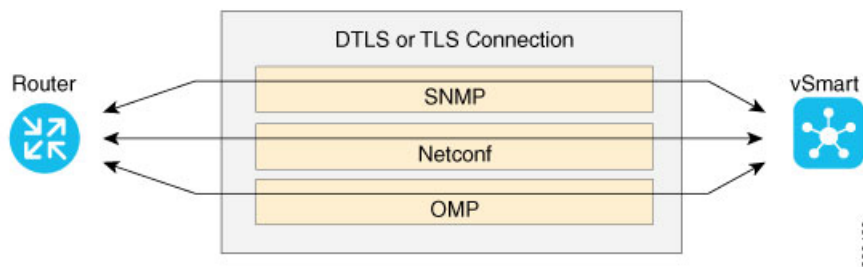 DTLS or TLS Connection
Router
vSmart
SNMP
Netconf
OMP